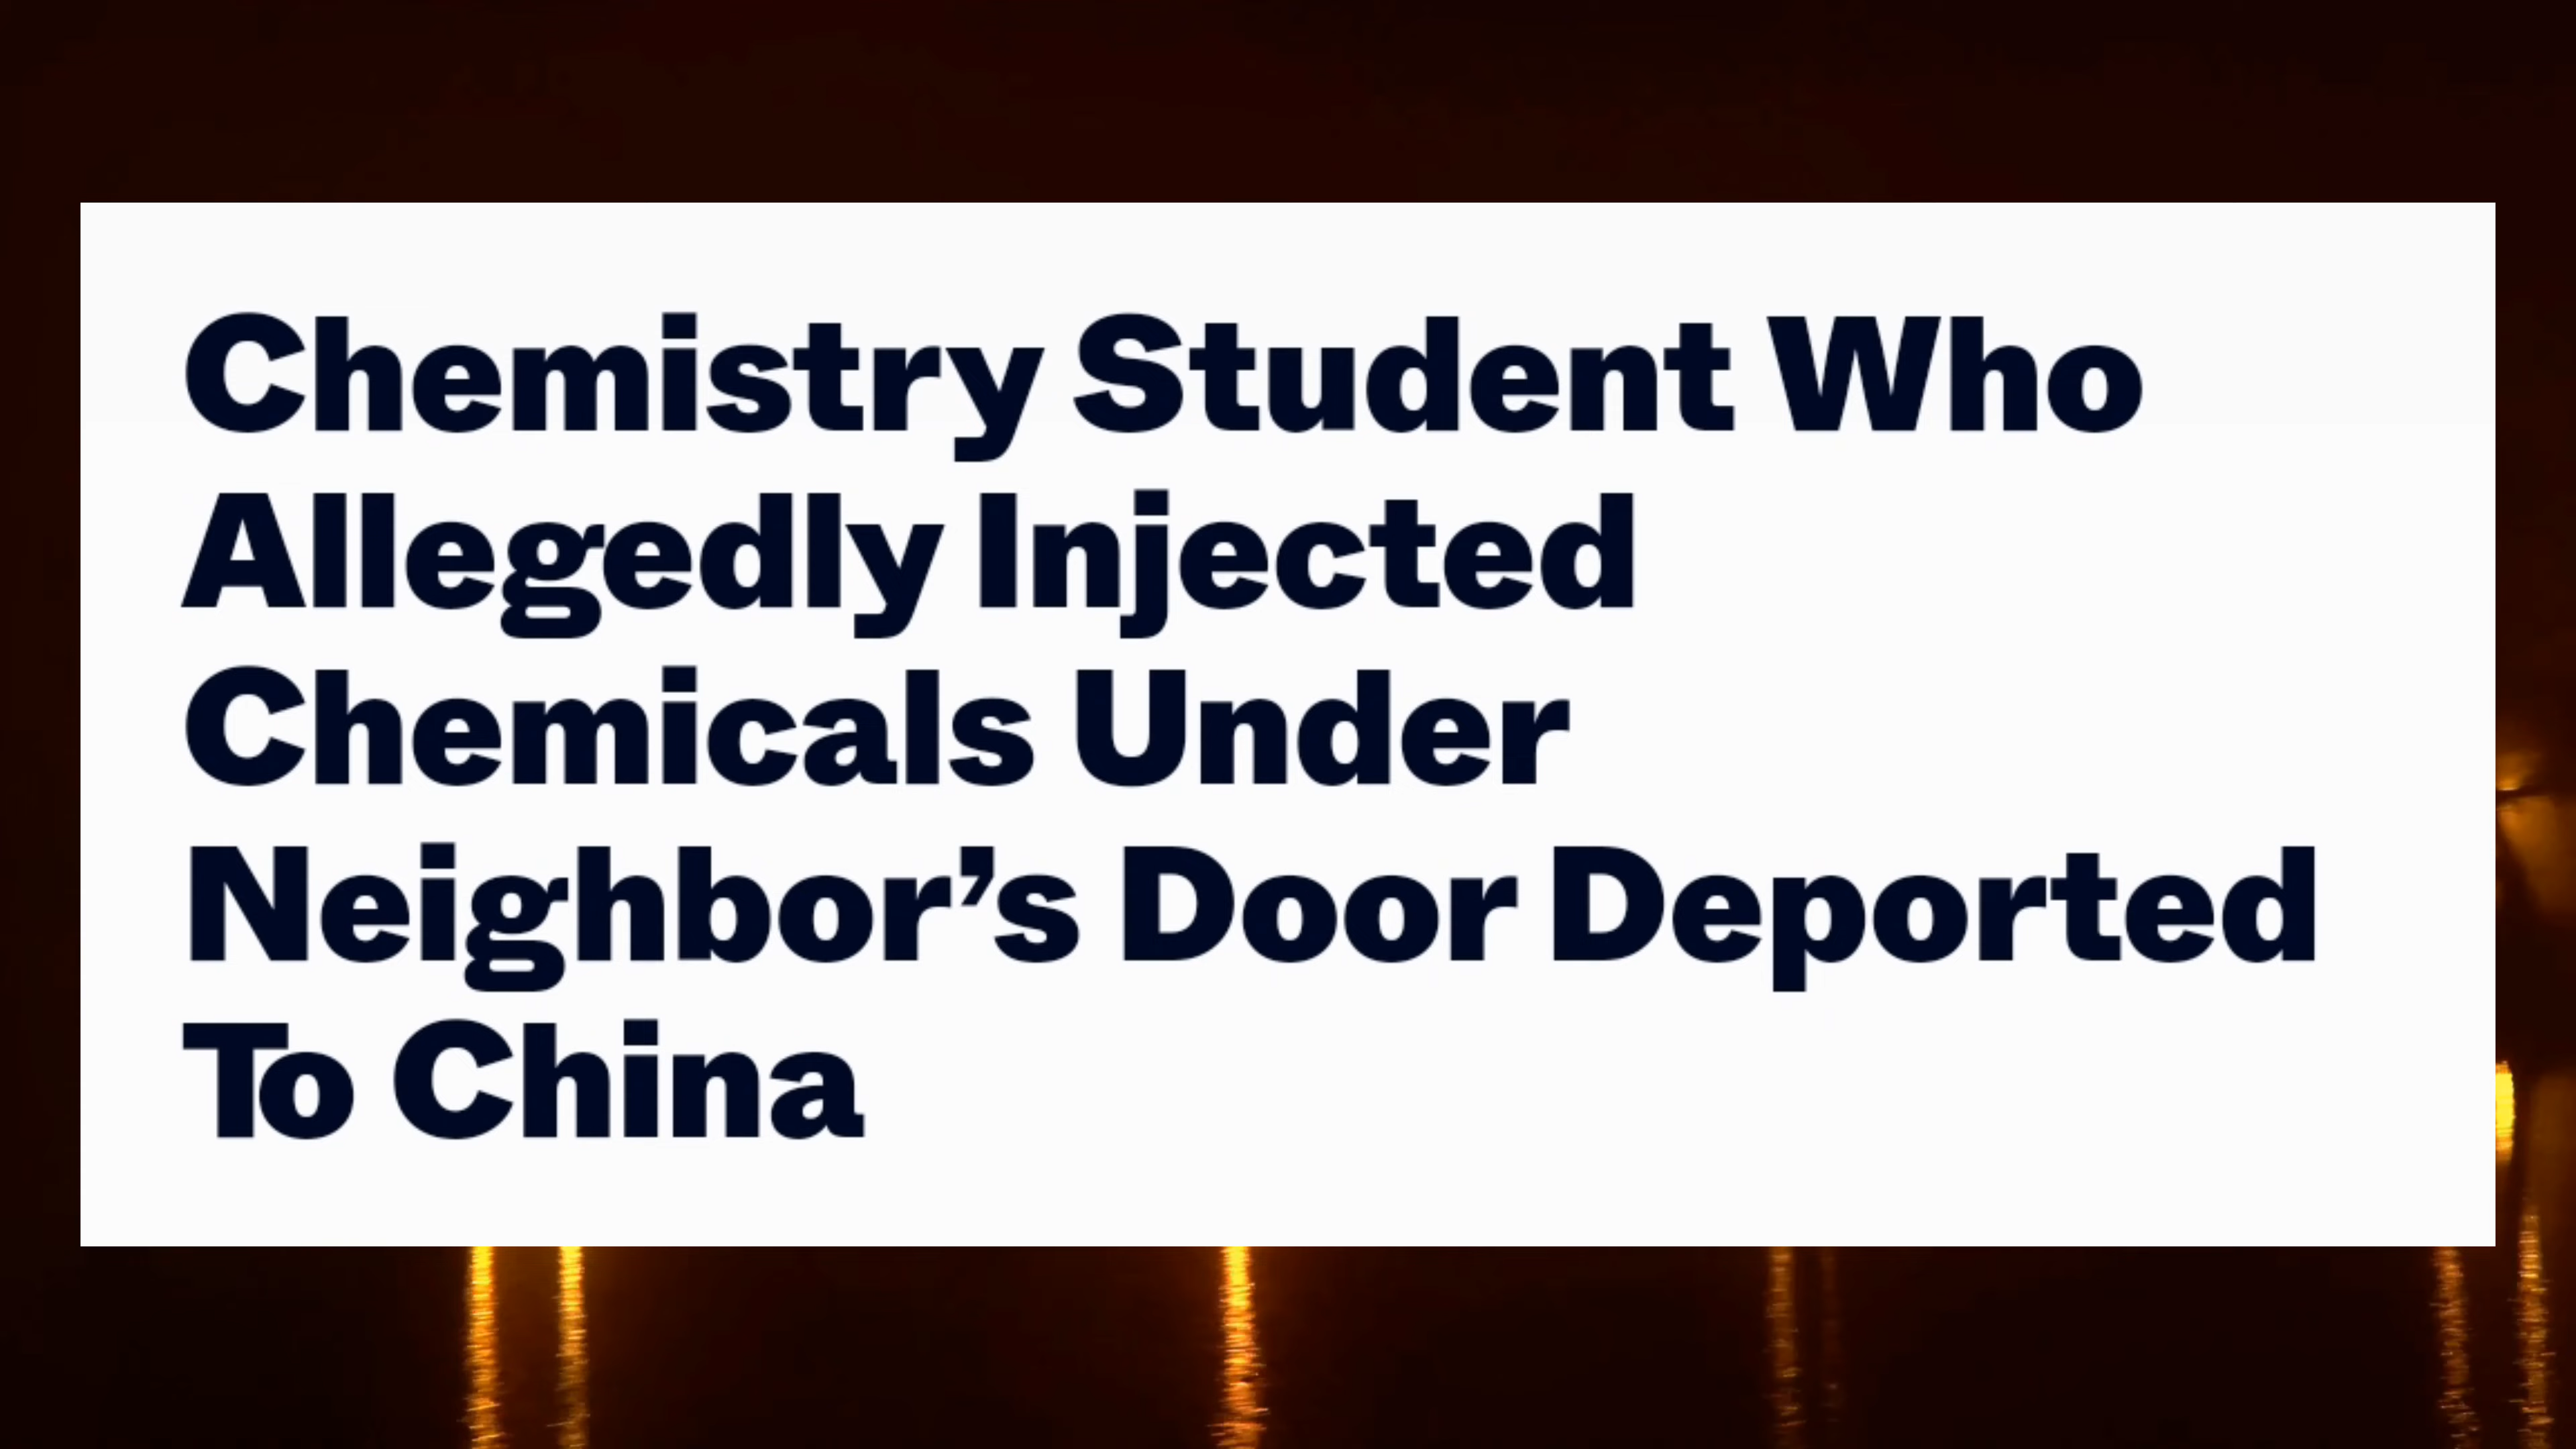 Chemistry Student Who
Allegedly Injected
Chemicals Under
Neighbor’s Door Deported
To China